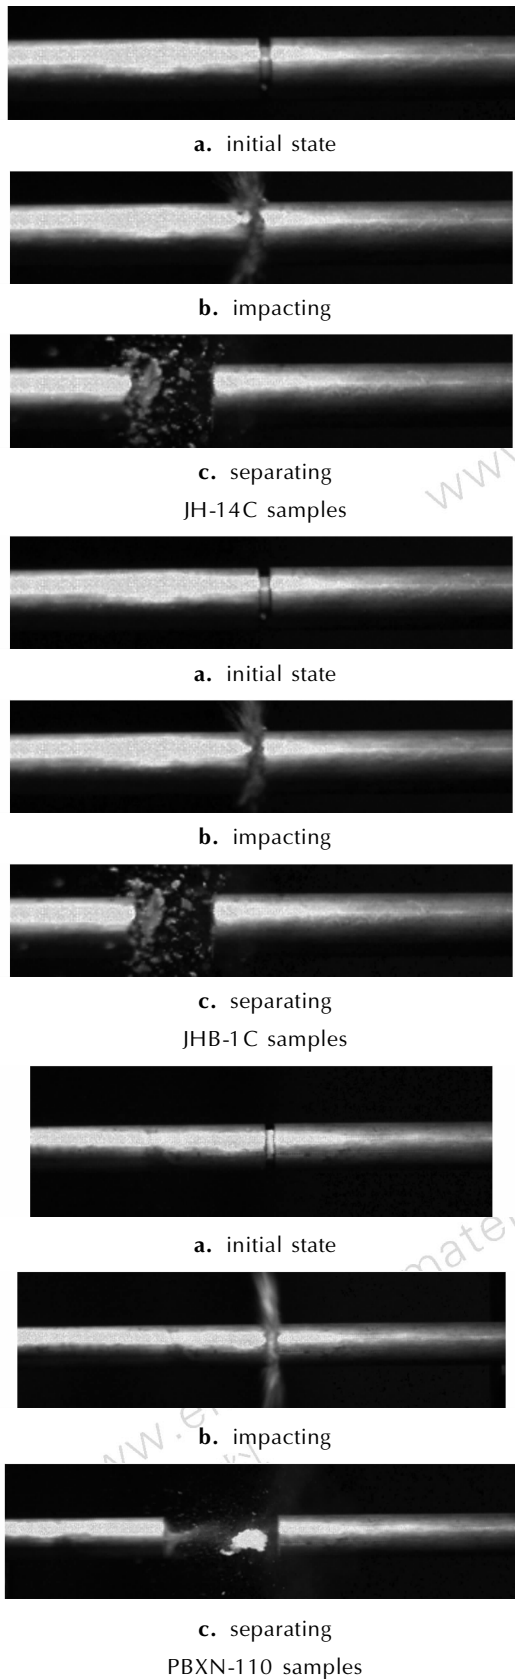 a. initial state
b. impacting
www
c. separating
JH-14C samples
a. initial state
b. impacting
c. separating
JHB-1C samples
a. initial state
b. impacting
c. separating
PBXN-110 samples